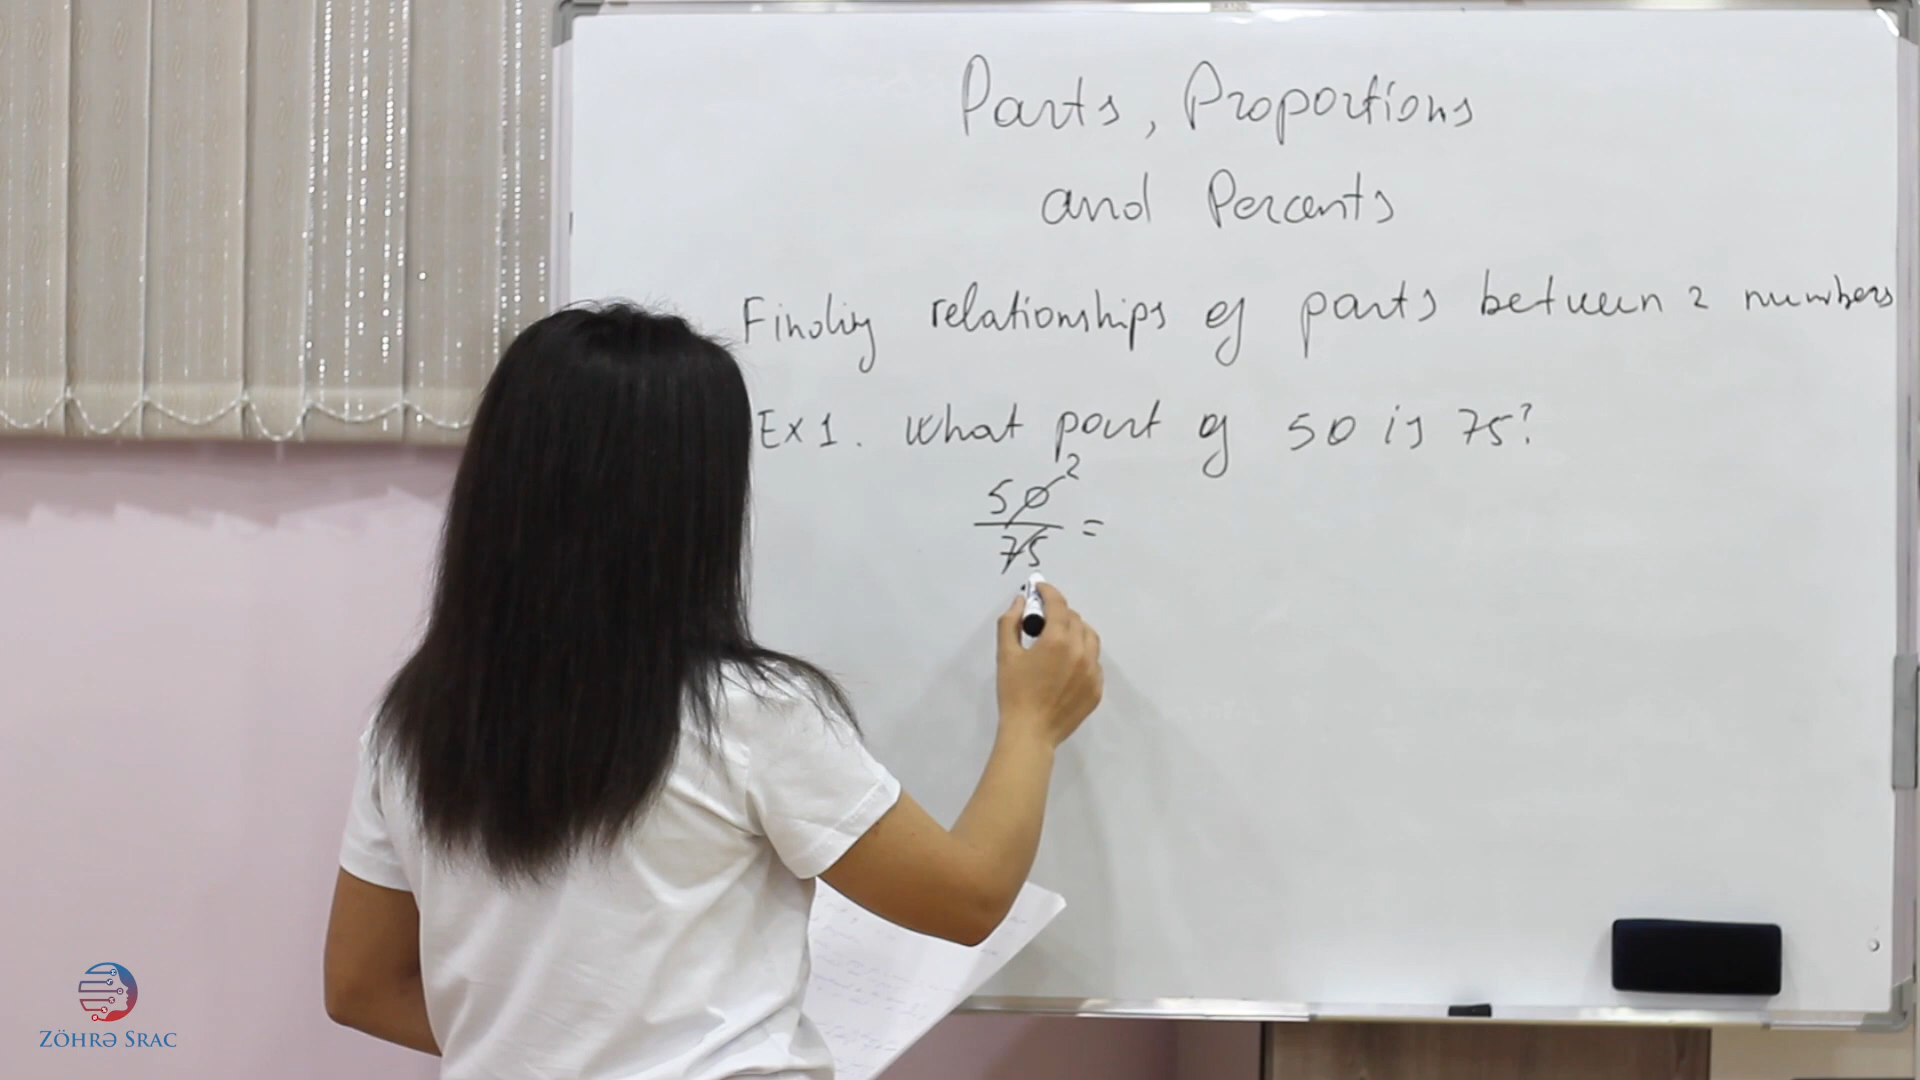 Parts, Proportions
and Percents
Finding relationships of parts between 2 numbers
Ex 1. What part of 50 is 75?
50 2
75 =
ZÖHRƏ SRAC